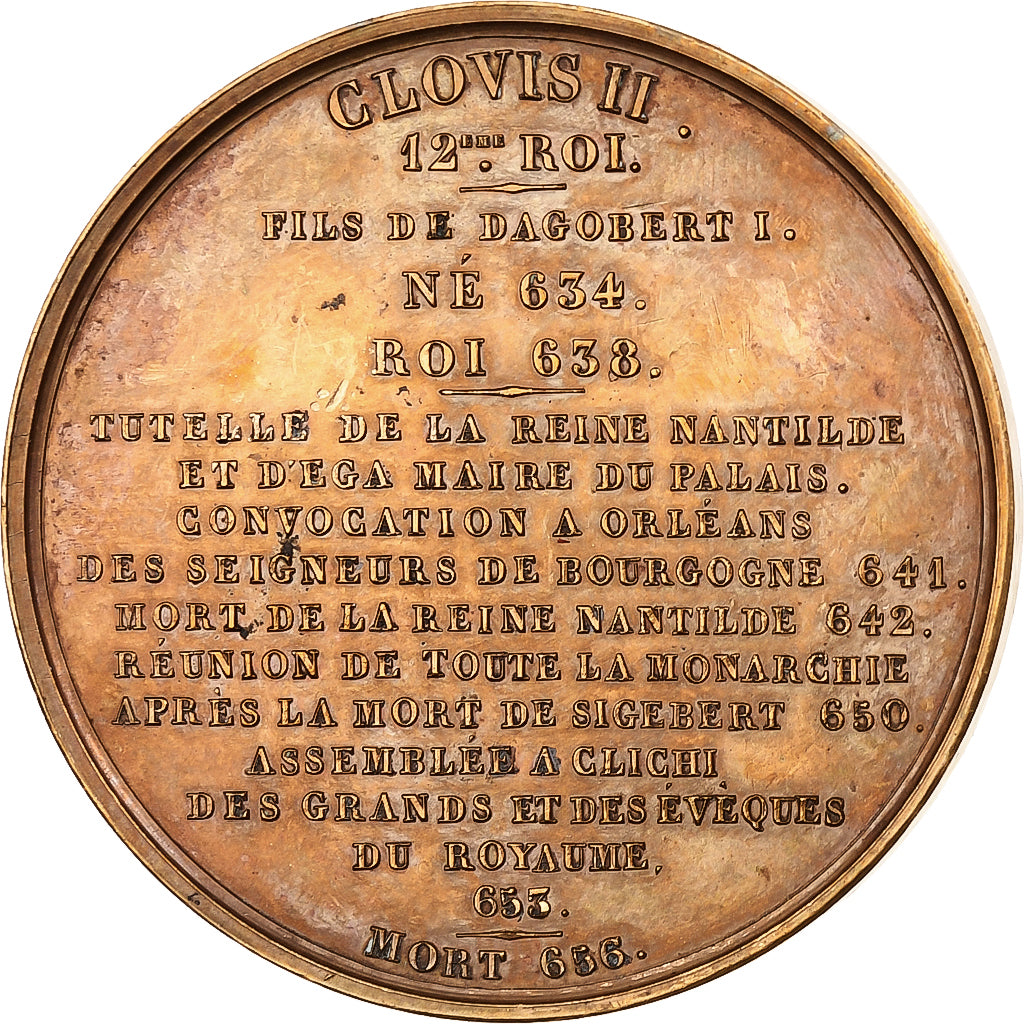 CLOVIS II.
12EME. ROI.
FILS DE DAGOBERT I.
NÉ 634.
ROI 638.
TUTELLE DE LA REINE NANTILDE
ET D'EGA MAIRE DU PALAIS.
CONVOCATION A ORLÉANS
DES SEIGNEURS DE BOURGOGNE 641.
MORT DE LA REINE NANTILDE 642.
RÉUNION DE TOUTE LA MONARCHIE
APRÈS LA MORT DE SIGEBERT 650.
ASSEMBLÉE A CLICHI
DES GRANDS ET DES ÉVÈQUES
DU ROYAUME,
653.
MORT 656.